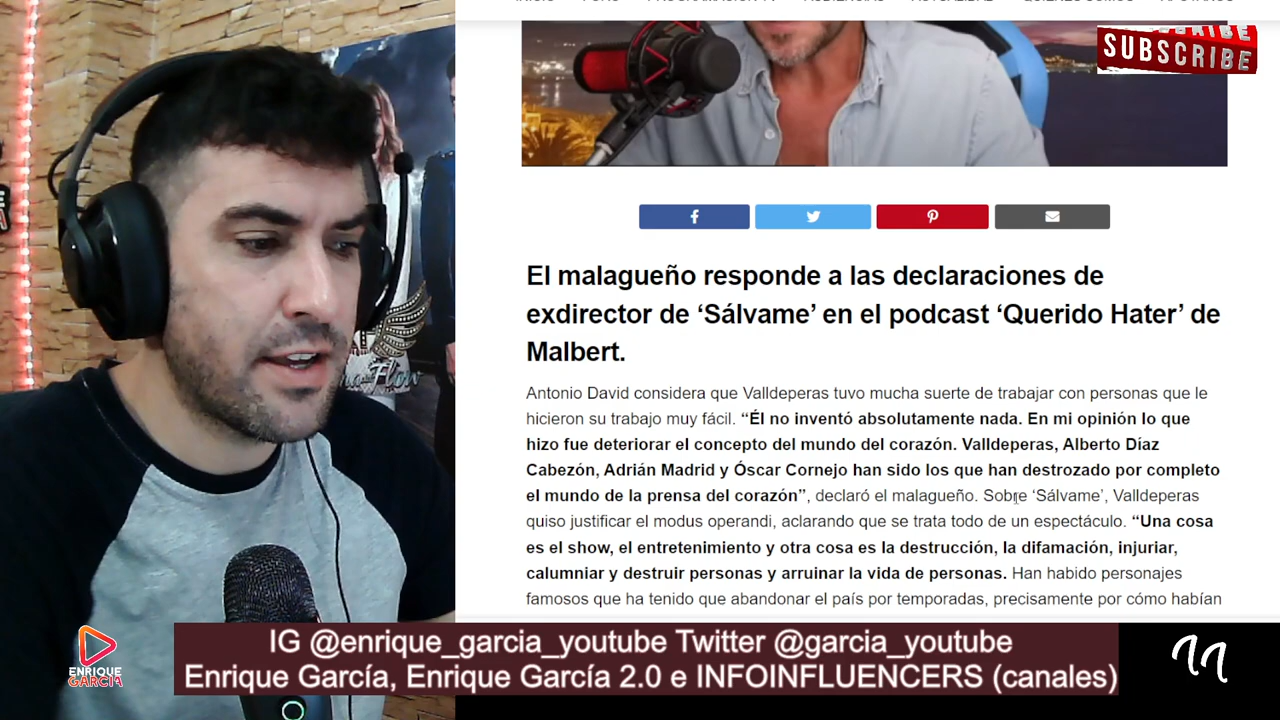 SUBSCRIBE
El malagueño responde a las declaraciones de
exdirector de ‘Sálvame’ en el podcast ‘Querido Hater’ de
Malbert.
Antonio David considera que Valldeperas tuvo mucha suerte de trabajar con personas que le
hicieron su trabajo muy fácil. “Él no inventó absolutamente nada. En mi opinión lo que
hizo fue deteriorar el concepto del mundo del corazón. Valldeperas, Alberto Díaz
Cabezón, Adrián Madrid y Óscar Cornejo han sido los que han destrozado por completo
el mundo de la prensa del corazón”, declaró el malagueño. Sobre ‘Sálvame’, Valldeperas
quiso justificar el modus operandi, aclarando que se trata todo de un espectáculo. “Una cosa
es el show, el entretenimiento y otra cosa es la destrucción, la difamación, injuriar,
calumniar y destruir personas y arruinar la vida de personas. Han habido personajes
famosos que ha tenido que abandonar el país por temporadas, precisamente por cómo habían
IG @enrique_garcia_youtube Twitter @garcia_youtube
Enrique García, Enrique García 2.0 e INFOINFLUENCERS (canales)
ENRIQUE
GARCÍA